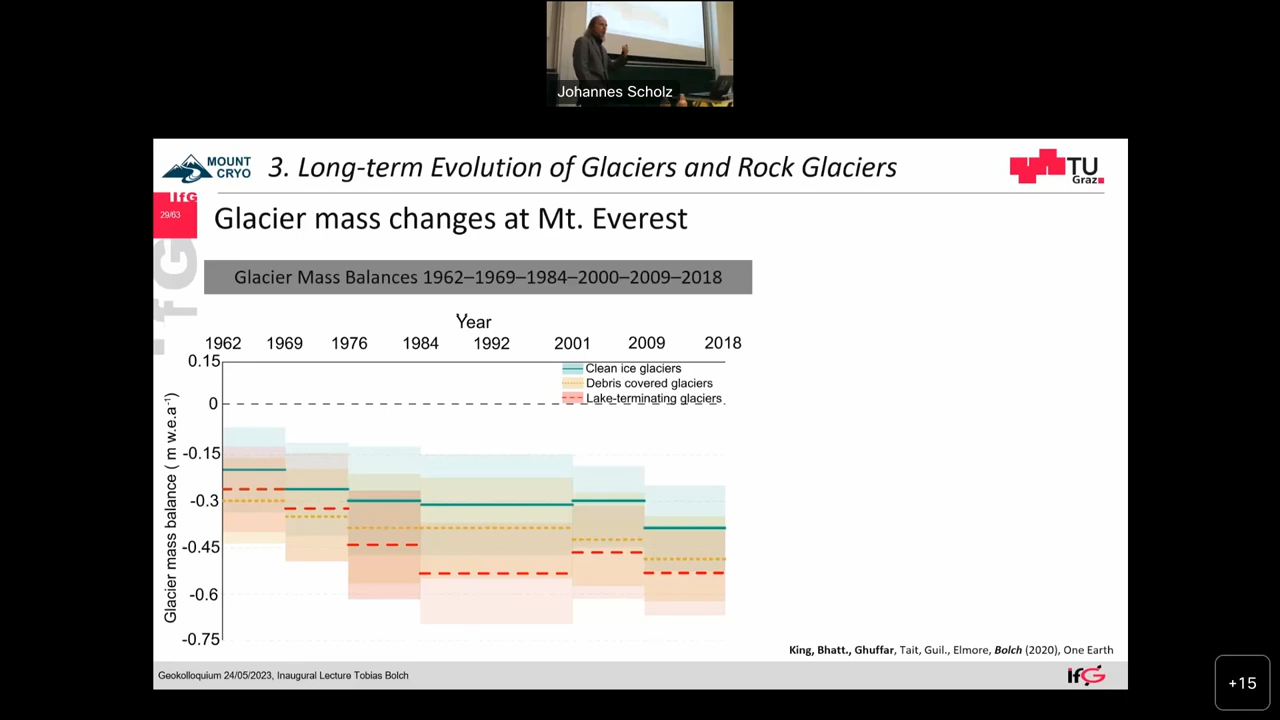 Johannes Scholz
MOUNT
CRYO
3. Long-term Evolution of Glaciers and Rock Glaciers
TU
Graz
IfG
29/63
Glacier mass changes at Mt. Everest
IfG
Glacier Mass Balances 1962–1969–1984–2000–2009–2018
Year
1962 1969 1976 1984 1992 2001 2009 2018
Clean ice glaciers
Debris covered glaciers
Lake-terminating glaciers
Glacier mass balance ( m w.e.a⁻¹)
0.15
0
-0.15
-0.3
-0.45
-0.6
-0.75
King, Bhatt., Ghuffar, Tait, Guil., Elmore, Bolch (2020), One Earth
Geokolloquium 24/05/2023, Inaugural Lecture Tobias Bolch
IfG
+15